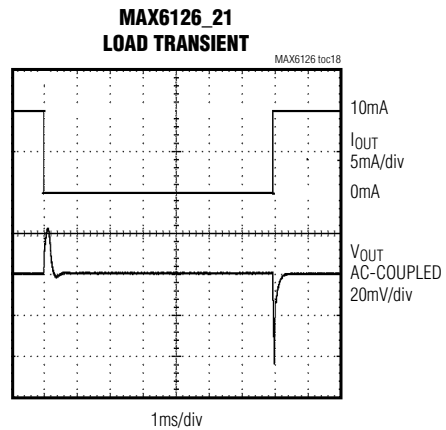 MAX6126_21
LOAD TRANSIENT
MAX6126 toc18
10mA
IOUT
5mA/div
0mA
VOUT
AC-COUPLED
20mV/div
1ms/div